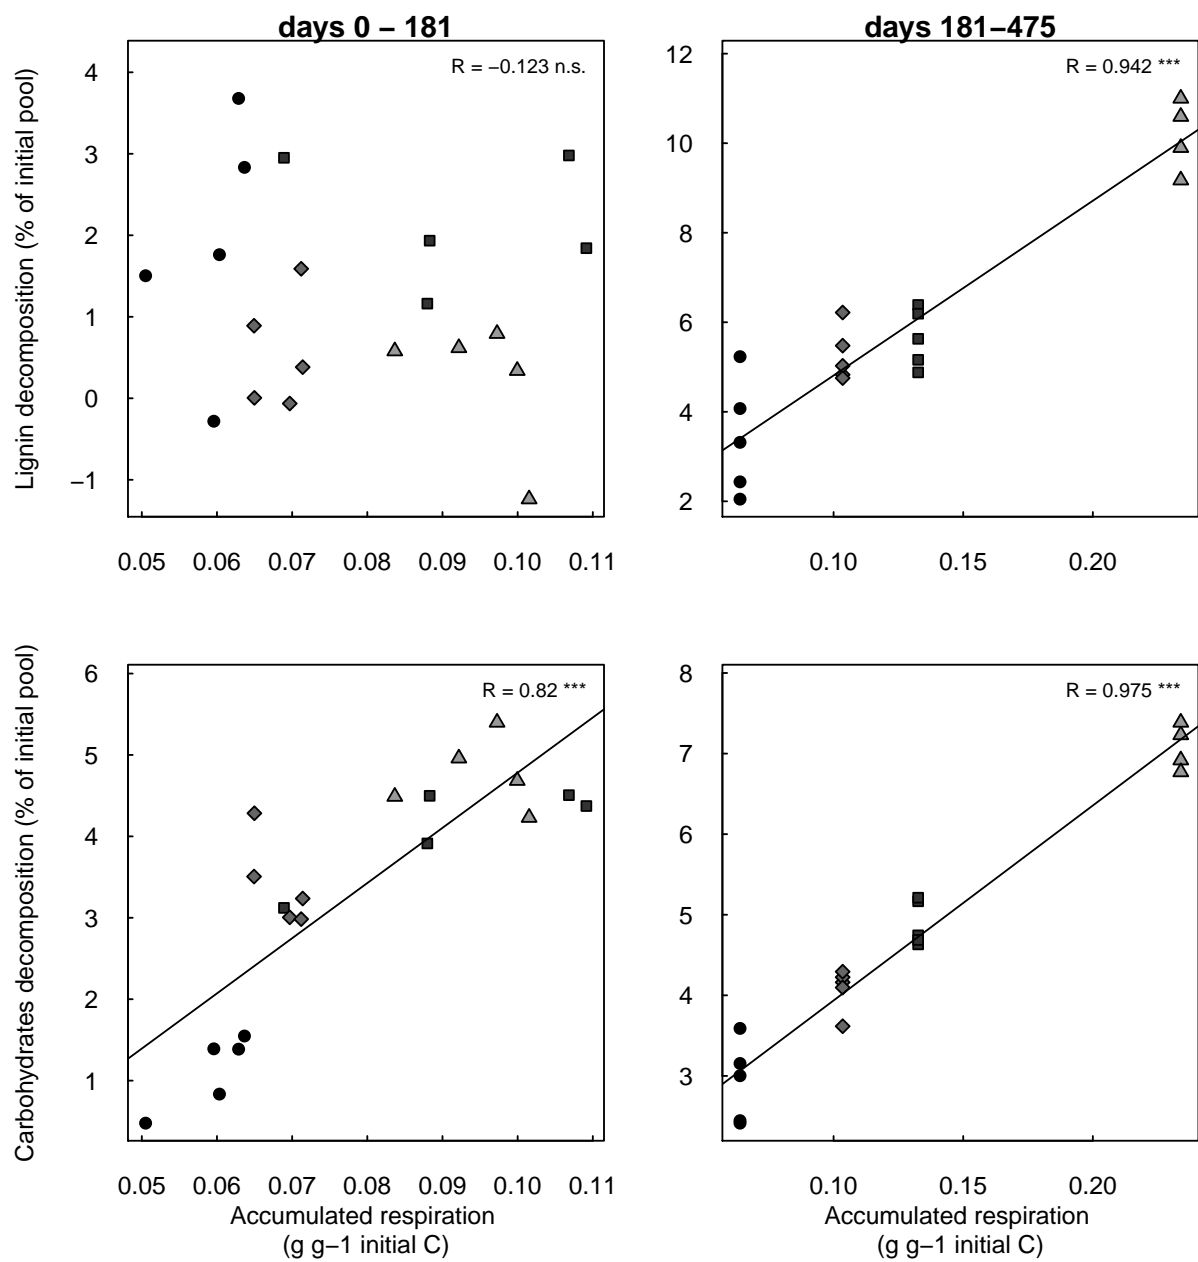 days 0 − 181
days 181−475
Lignin decomposition (% of initial pool)
R = −0.123 n.s.
4
3
2
1
0
−1
0.05 0.06 0.07 0.08 0.09 0.10 0.11
R = 0.942 ***
12
10
8
6
4
2
0.10 0.15 0.20
Carbohydrates decomposition (% of initial pool)
R = 0.82 ***
6
5
4
3
2
1
0.05 0.06 0.07 0.08 0.09 0.10 0.11
Accumulated respiration
(g g−1 initial C)
R = 0.975 ***
8
7
6
5
4
3
0.10 0.15 0.20
Accumulated respiration
(g g−1 initial C)